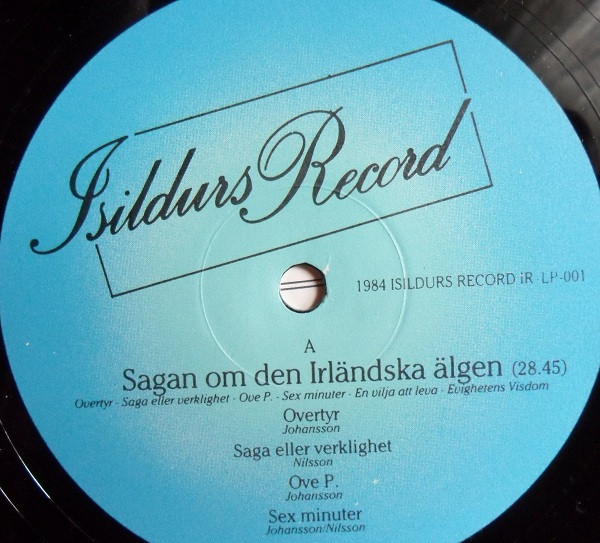 Isildurs Record
1984 ISILDURS RECORD iR-LP-001
A
Sagan om den Irländska älgen (28.45)
Overtyr - Saga eller verklighet - Ove P. - Sex minuter - En vilja att leva - Evighetens Visdom
Overtyr
Johansson
Saga eller verklighet
Nilsson
Ove P.
Johansson
Sex minuter
Johansson/Nilsson